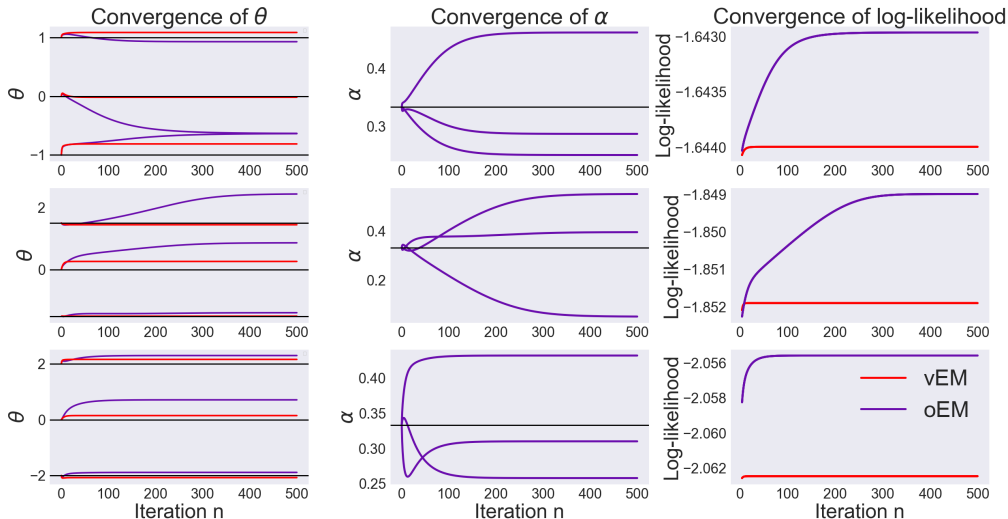 Convergence of θ
Convergence of α
Convergence of log-likelihood
θ
1
0
−1
0 100 200 300 400 500
α
0.4
0.3
0 100 200 300 400 500
Log-likelihood
−1.6430
−1.6435
−1.6440
0 100 200 300 400 500
θ
2
0
0 100 200 300 400 500
α
0.4
0.2
0 100 200 300 400 500
Log-likelihood
−1.849
−1.850
−1.851
−1.852
0 100 200 300 400 500
θ
2
0
−2
0 100 200 300 400 500
Iteration n
α
0.40
0.35
0.30
0.25
0 100 200 300 400 500
Iteration n
Log-likelihood
−2.056
−2.058
−2.060
−2.062
vEM
oEM
0 100 200 300 400 500
Iteration n